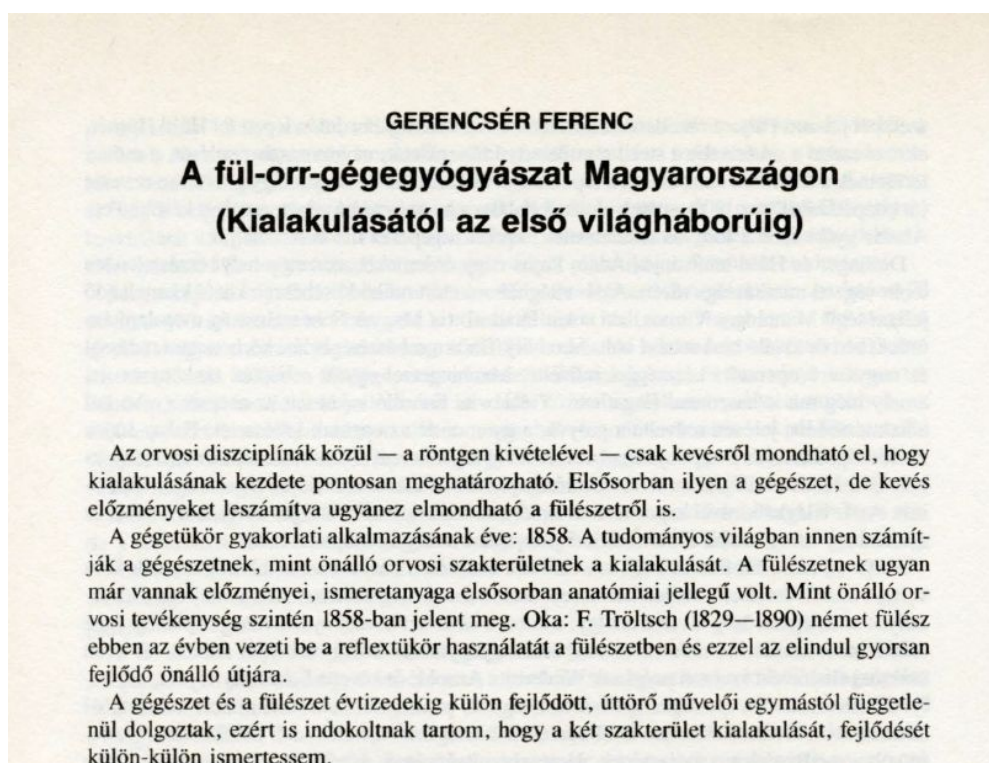 GERENCSÉR FERENC
A fül-orr-gégegyógyászat Magyarországon
(Kialakulásától az első világháborúig)
Az orvosi diszciplínák közül — a röntgen kivételével — csak kevésről mondható el, hogy
kialakulásának kezdete pontosan meghatározható. Elsősorban ilyen a gégészet, de kevés
előzményeket leszámítva ugyanez elmondható a fülészetről is.
A gégetükör gyakorlati alkalmazásának éve: 1858. A tudományos világban innen számít-
ják a gégészetnek, mint önálló orvosi szakterületnek a kialakulását. A fülészetnek ugyan
már vannak előzményei, ismeretanyaga elsősorban anatómiai jellegű volt. Mint önálló or-
vosi tevékenység szintén 1858-ban jelent meg. Oka: F. Tröltsch (1829—1890) német fülész
ebben az évben vezeti be a reflextükör használatát a fülészetben és ezzel az elindul gyorsan
fejlődő önálló útjára.
A gégészet és a fülészet évtizedekig külön fejlődött, úttörő művelői egymástól függetle-
nül dolgoztak, ezért is indokoltnak tartom, hogy a két szakterület kialakulását, fejlődését
külön-külön ismertessem.